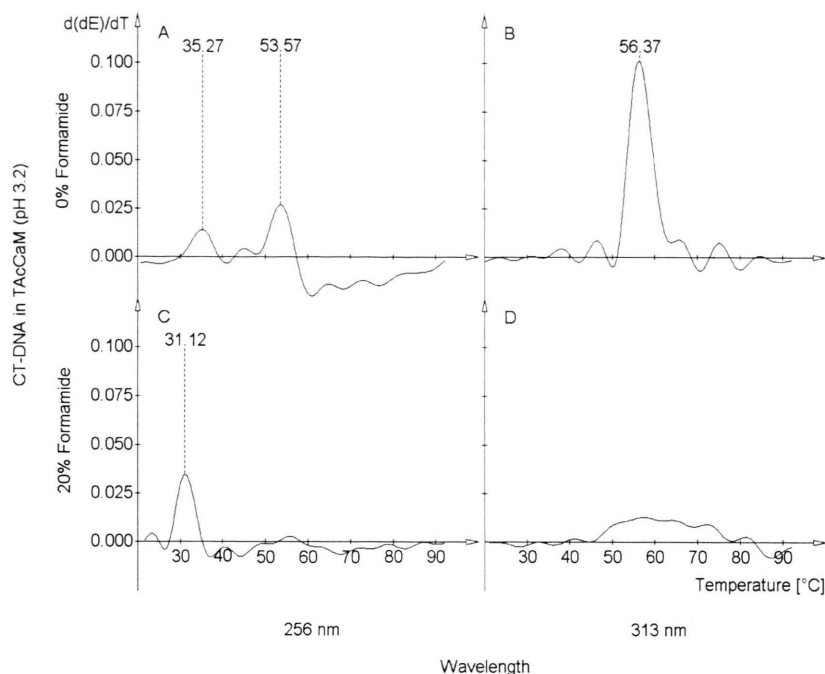 d(dE)/dT
A
35.27
53.57
B
56.37
0.100
0.075
0.050
0.025
0.000
0% Formamide
CT-DNA in TAcCaM (pH 3.2)
C
31.12
D
0.100
0.075
0.050
0.025
0.000
20% Formamide
30 40 50 60 70 80 90
30 40 50 60 70 80 90
Temperature [°C]
256 nm
313 nm
Wavelength